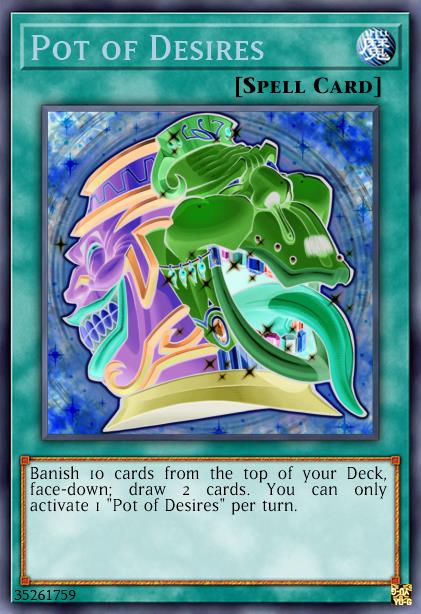 Pot of Desires
魔
[Spell Card]
Banish 10 cards from the top of your Deck,
face-down; draw 2 cards. You can only
activate 1 "Pot of Desires" per turn.
35261759